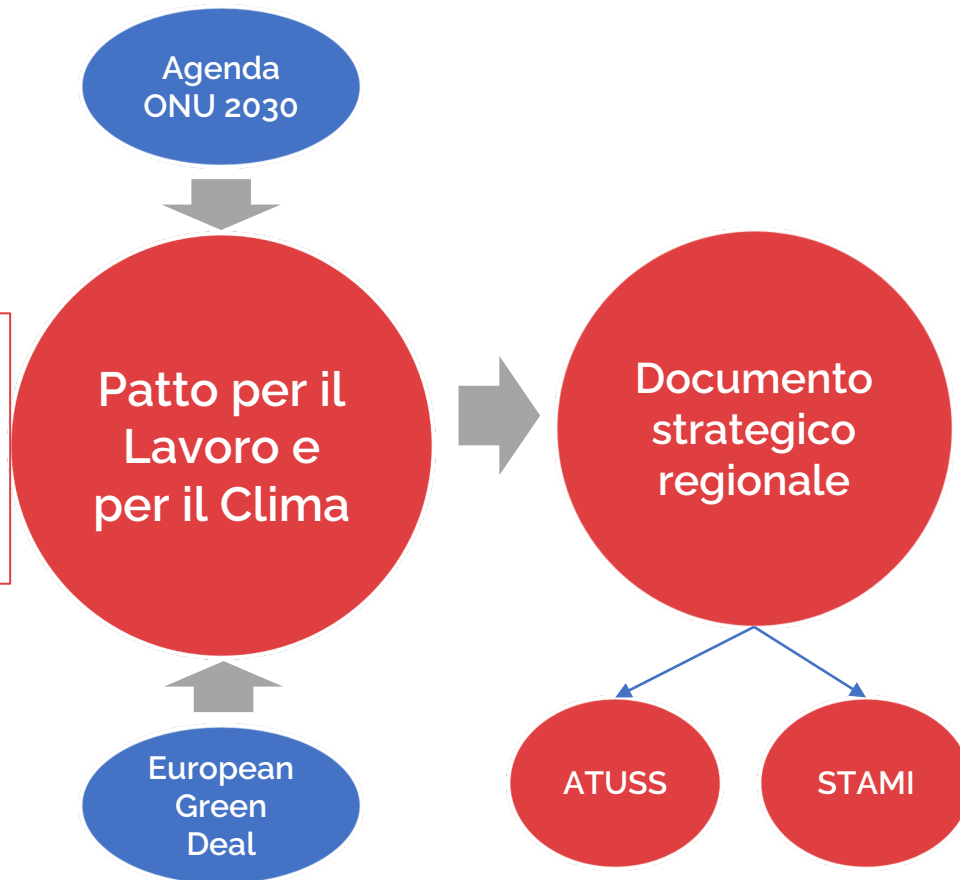 Agenda
ONU 2030
Patto per il
Lavoro e
per il Clima
Documento
strategico
regionale
European
Green
Deal
ATUSS
STAMI